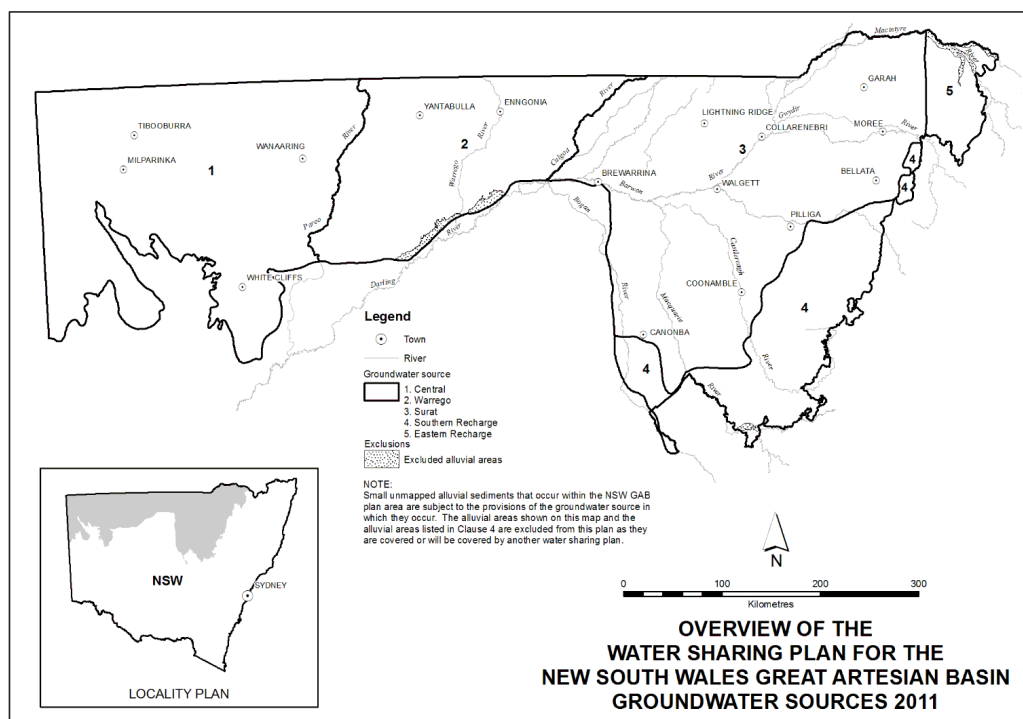 Macintyre
River
GARAH
5
YANTABULLA
ENNGONIA
River
LIGHTNING RIDGE
Gwydir
COLLARENEBRI
MOREE
River
TIBOOBURRA
River
2
River
3
WANAARING
MILPARINKA
1
Warrego
Culgoa
BREWARRINA
Barwon
River
WALGETT
BELLATA
4
4
Paroo
River
Bogan
PILLIGA
WHITE CLIFFS
Darling
Castlereagh
COONAMBLE
River
Macquarie
4
CANONBA
4
River
River
Legend
Town
River
Groundwater source
1. Central
2. Warrego
3. Surat
4. Southern Recharge
5. Eastern Recharge
Exclusions
Excluded alluvial areas
NOTE:
Small unmapped alluvial sediments that occur within the NSW GAB
plan area are subject to the provisions of the groundwater source in
which they occur. The alluvial areas shown on this map and the
alluvial areas listed in Clause 4 are excluded from this plan as they
are covered or will be covered by another water sharing plan.
NSW
SYDNEY
LOCALITY PLAN
N
0 100 200 300
Kilometres
OVERVIEW OF THE
WATER SHARING PLAN FOR THE
NEW SOUTH WALES GREAT ARTESIAN BASIN
GROUNDWATER SOURCES 2011